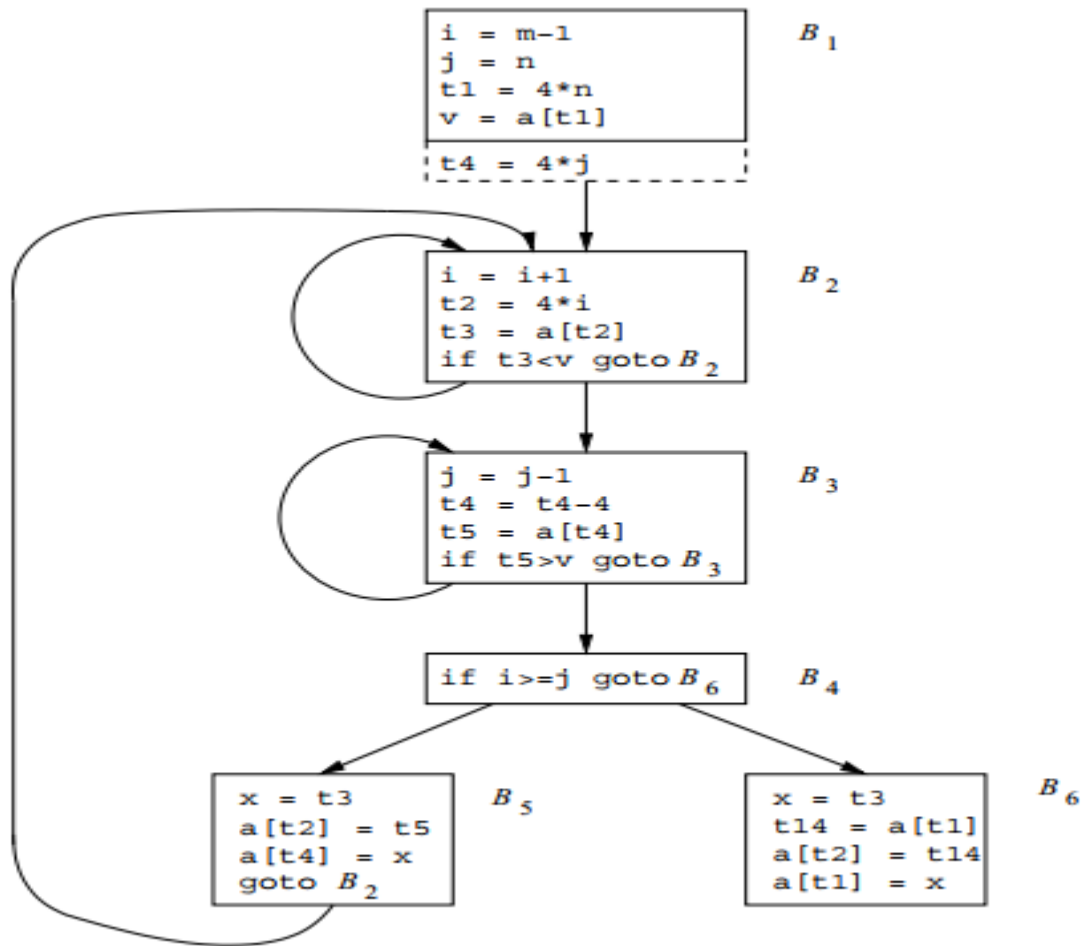 i = m-1
j = n
t1 = 4*n
v = a[t1]
t4 = 4*j
B1
i = i+1
t2 = 4*i
t3 = a[t2]
if t3<v goto B2
B2
j = j-1
t4 = t4-4
t5 = a[t4]
if t5>v goto B3
B3
if i>=j goto B6
B4
x = t3
a[t2] = t5
a[t4] = x
goto B2
B5
x = t3
t14 = a[t1]
a[t2] = t14
a[t1] = x
B6